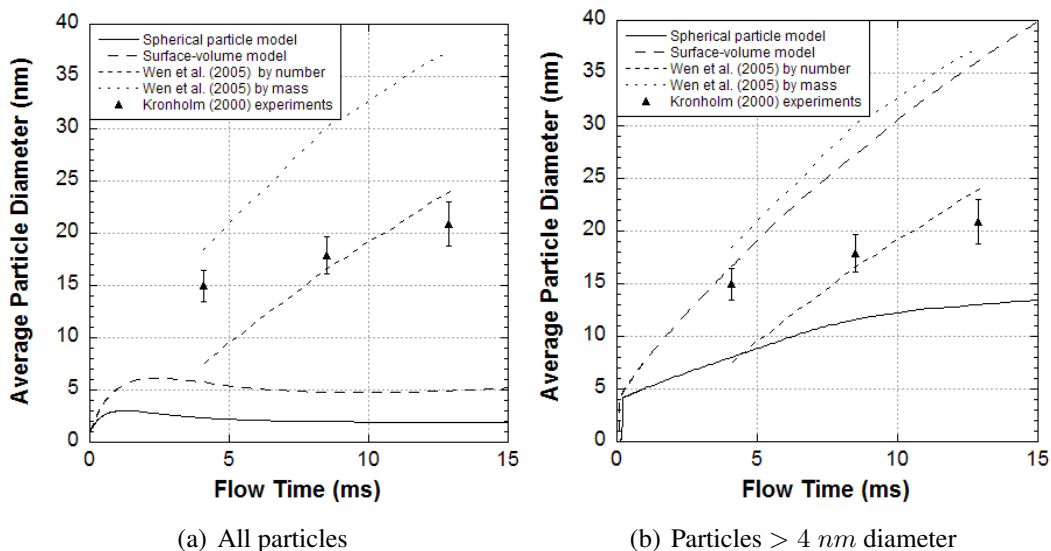 40
35
30
25
20
15
10
5
0
Average Particle Diameter (nm)
Spherical particle model
Surface-volume model
Wen et al. (2005) by number
Wen et al. (2005) by mass
Kronholm (2000) experiments
0 5 10 15
Flow Time (ms)
(a) All particles
40
35
30
25
20
15
10
5
0
Average Particle Diameter (nm)
Spherical particle model
Surface-volume model
Wen et al. (2005) by number
Wen et al. (2005) by mass
Kronholm (2000) experiments
0 5 10 15
Flow Time (ms)
(b) Particles > 4 nm diameter